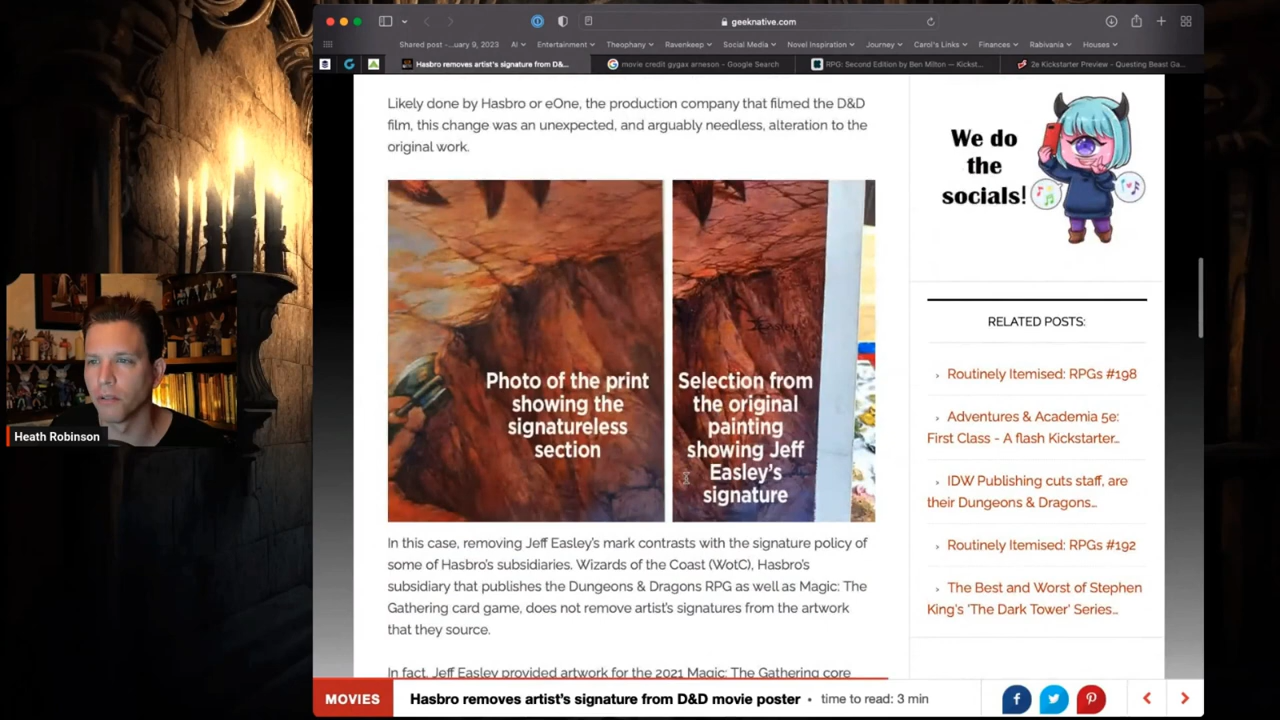 geeknative.com
Shared post - ...uary 9, 2023 AI Entertainment Theophany Ravenkeep Social Media Novel Inspiration Journey Carol's Links Finances Rabivania Houses
Hasbro removes artist's signature from D&D... movie credit gygax arneson - Google Search RPG: Second Edition by Ben Milton — Kickst... 2e Kickstarter Preview - Questing Beast Ga...
Likely done by Hasbro or eOne, the production company that filmed the D&D
film, this change was an unexpected, and arguably needless, alteration to the
original work.
Photo of the print
showing the
signatureless
section
Easley
Selection from
the original
painting
showing Jeff
Easley's
signature
In this case, removing Jeff Easley's mark contrasts with the signature policy of
some of Hasbro's subsidiaries. Wizards of the Coast (WotC), Hasbro's
subsidiary that publishes the Dungeons & Dragons RPG as well as Magic: The
Gathering card game, does not remove artist's signatures from the artwork
that they source.
In fact, Jeff Easley provided artwork for the 2021 Magic: The Gathering core
We do
the
socials!
RELATED POSTS:
Routinely Itemised: RPGs #198
Adventures & Academia 5e:
First Class - A flash Kickstarter...
IDW Publishing cuts staff, are
their Dungeons & Dragons...
Routinely Itemised: RPGs #192
The Best and Worst of Stephen
King's 'The Dark Tower' Series...
MOVIES Hasbro removes artist's signature from D&D movie poster time to read: 3 min
Heath Robinson